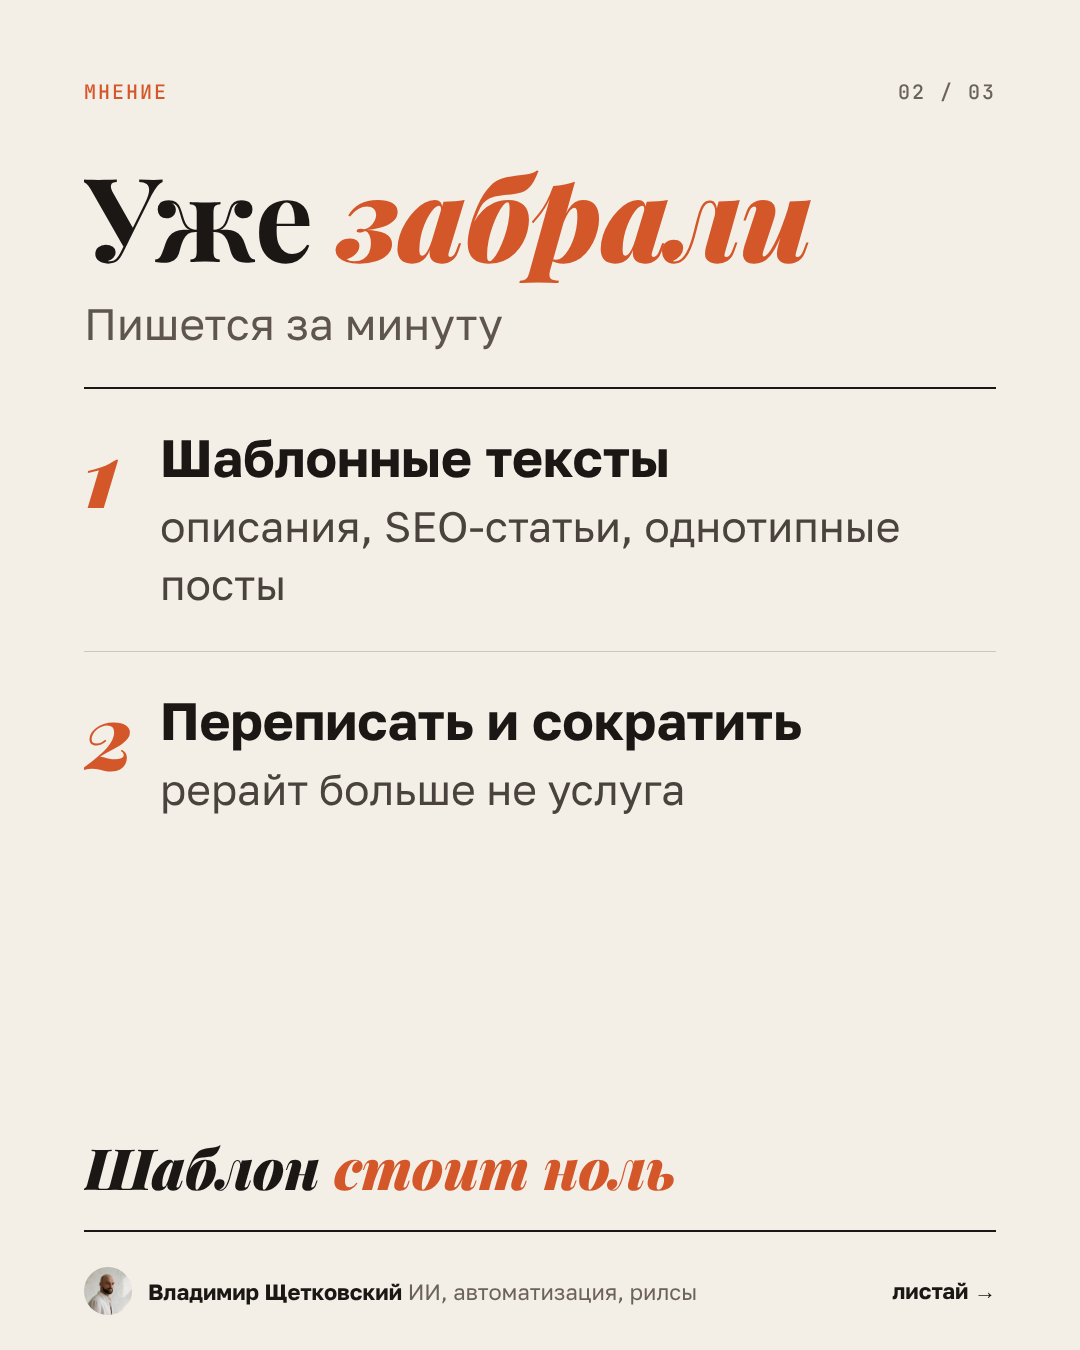 МНЕНИЕ
02 / 03
Уже забрали
Пишется за минуту
1
Шаблонные тексты
описания, SEO-статьи, однотипные
посты
2
Переписать и сократить
рерайт больше не услуга
Шаблон стоит ноль
Владимир Щетковский ИИ, автоматизация, рилсы
листай →